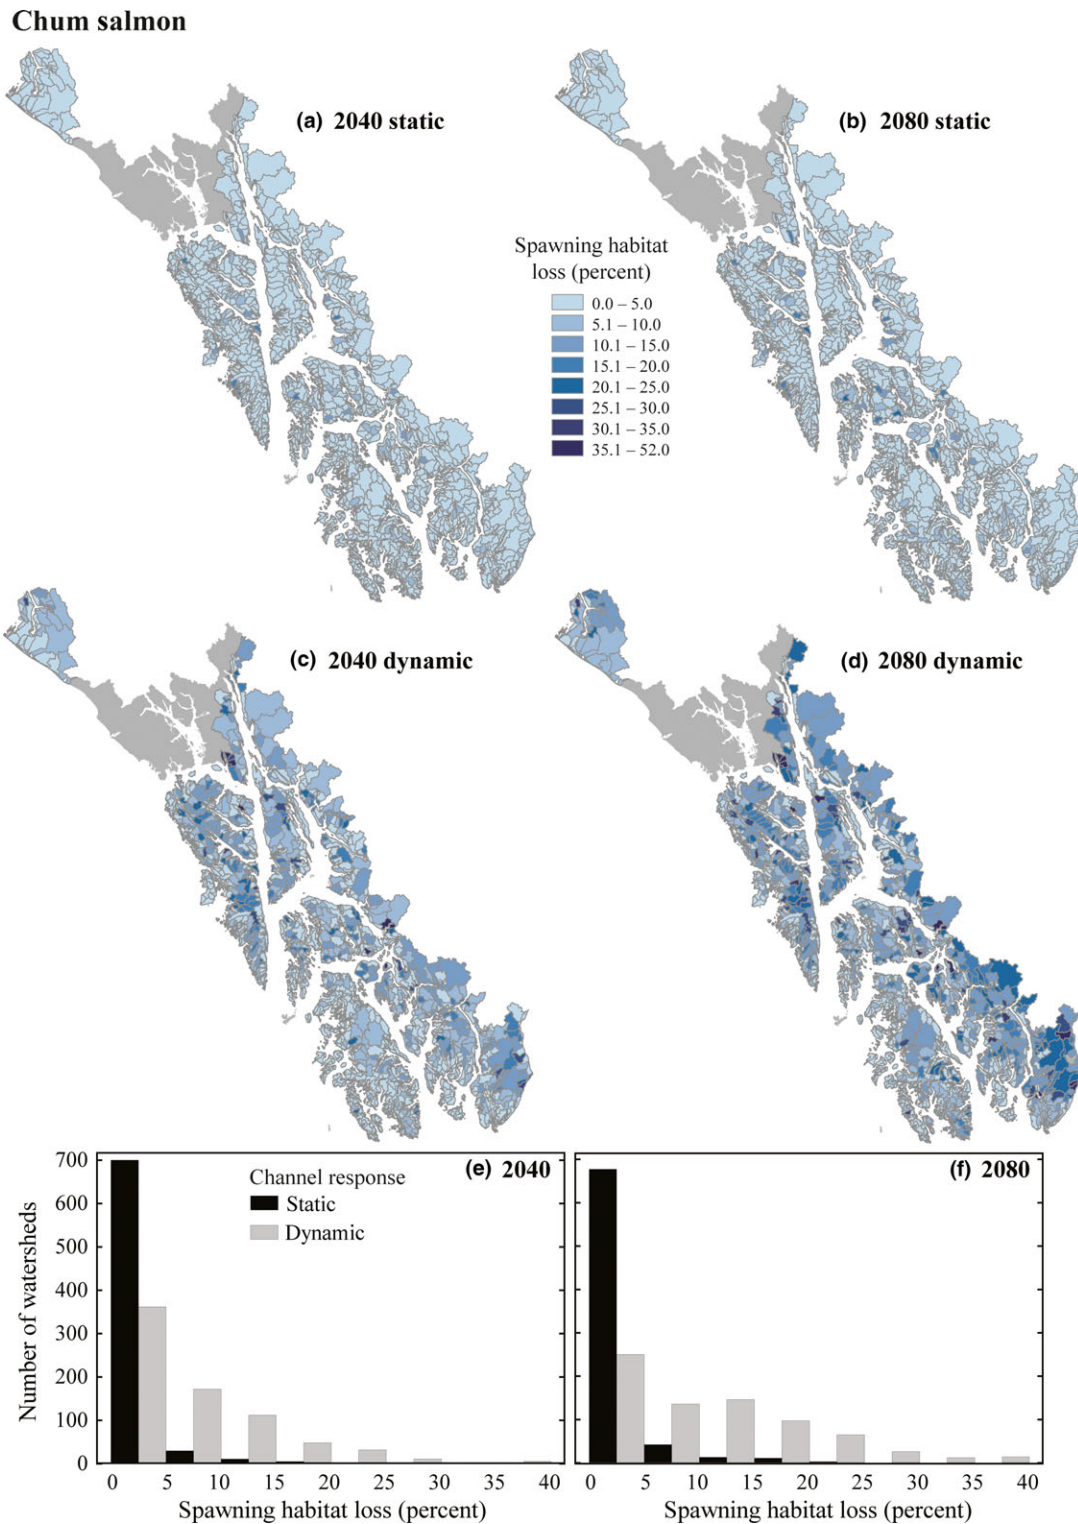 Chum salmon
(a) 2040 static
(b) 2080 static
Spawning habitat
loss (percent)
0.0 – 5.0
5.1 – 10.0
10.1 – 15.0
15.1 – 20.0
20.1 – 25.0
25.1 – 30.0
30.1 – 35.0
35.1 – 52.0
(c) 2040 dynamic
(d) 2080 dynamic
(e) 2040
(f) 2080
Channel response
Static
Dynamic
Number of watersheds
700
600
500
400
300
200
100
0
0 5 10 15 20 25 30 35 40
0 5 10 15 20 25 30 35 40
Spawning habitat loss (percent)
Spawning habitat loss (percent)